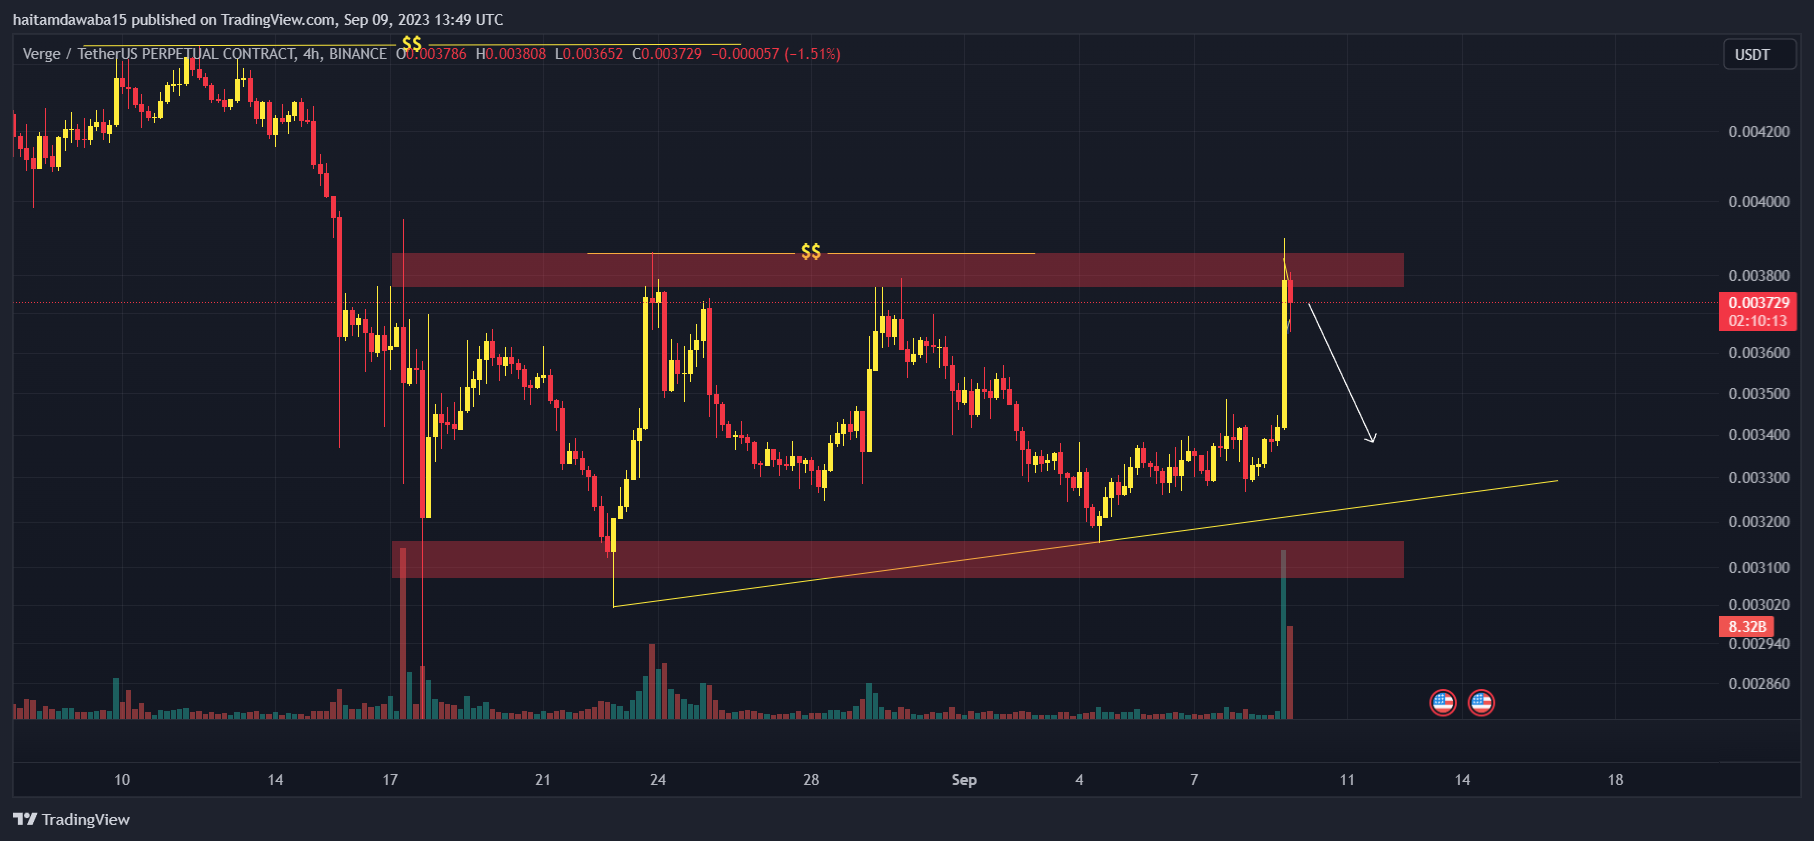 haitamdawaba15 published on TradingView.com, Sep 09, 2023 13:49 UTC
$$
Verge / TetherUS PERPETUAL CONTRACT, 4h, BINANCE O0.003786 H0.003808 L0.003652 C0.003729 −0.000057 (−1.51%)
USDT
0.004200
0.004000
$$
0.003800
0.003729
02:10:13
0.003600
0.003500
0.003400
0.003300
0.003200
0.003100
0.003020
8.32B
0.002940
0.002860
10 14 17 21 24 28 Sep 4 7 11 14 18
TradingView